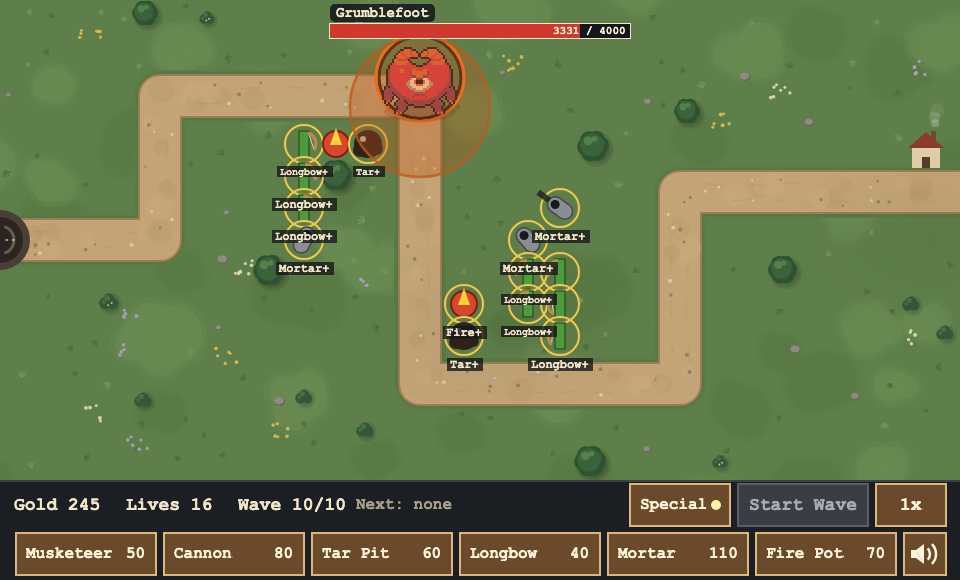 Grumblefoot
3331 / 4000
Longbow+
Tar+
Longbow+
Longbow+
Mortar+
Mortar+
Mortar+
Longbow+
Fire+
Longbow+
Tar+
Longbow+
Gold 245 Lives 16 Wave 10/10 Next: none
Special
Start Wave
1x
Musketeer 50
Cannon 80
Tar Pit 60
Longbow 40
Mortar 110
Fire Pot 70